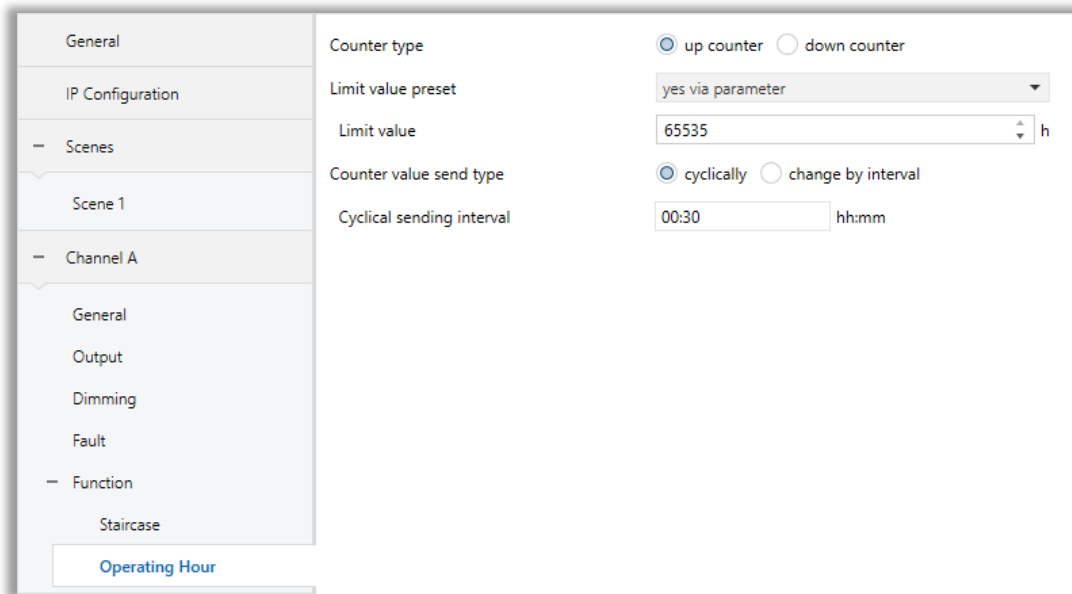 General
IP Configuration
Scenes
Scene 1
Channel A
General
Output
Dimming
Fault
Function
Staircase
Operating Hour
Counter type up counter down counter
Limit value preset yes via parameter
Limit value 65535 h
Counter value send type cyclically change by interval
Cyclical sending interval 00:30 hh:mm